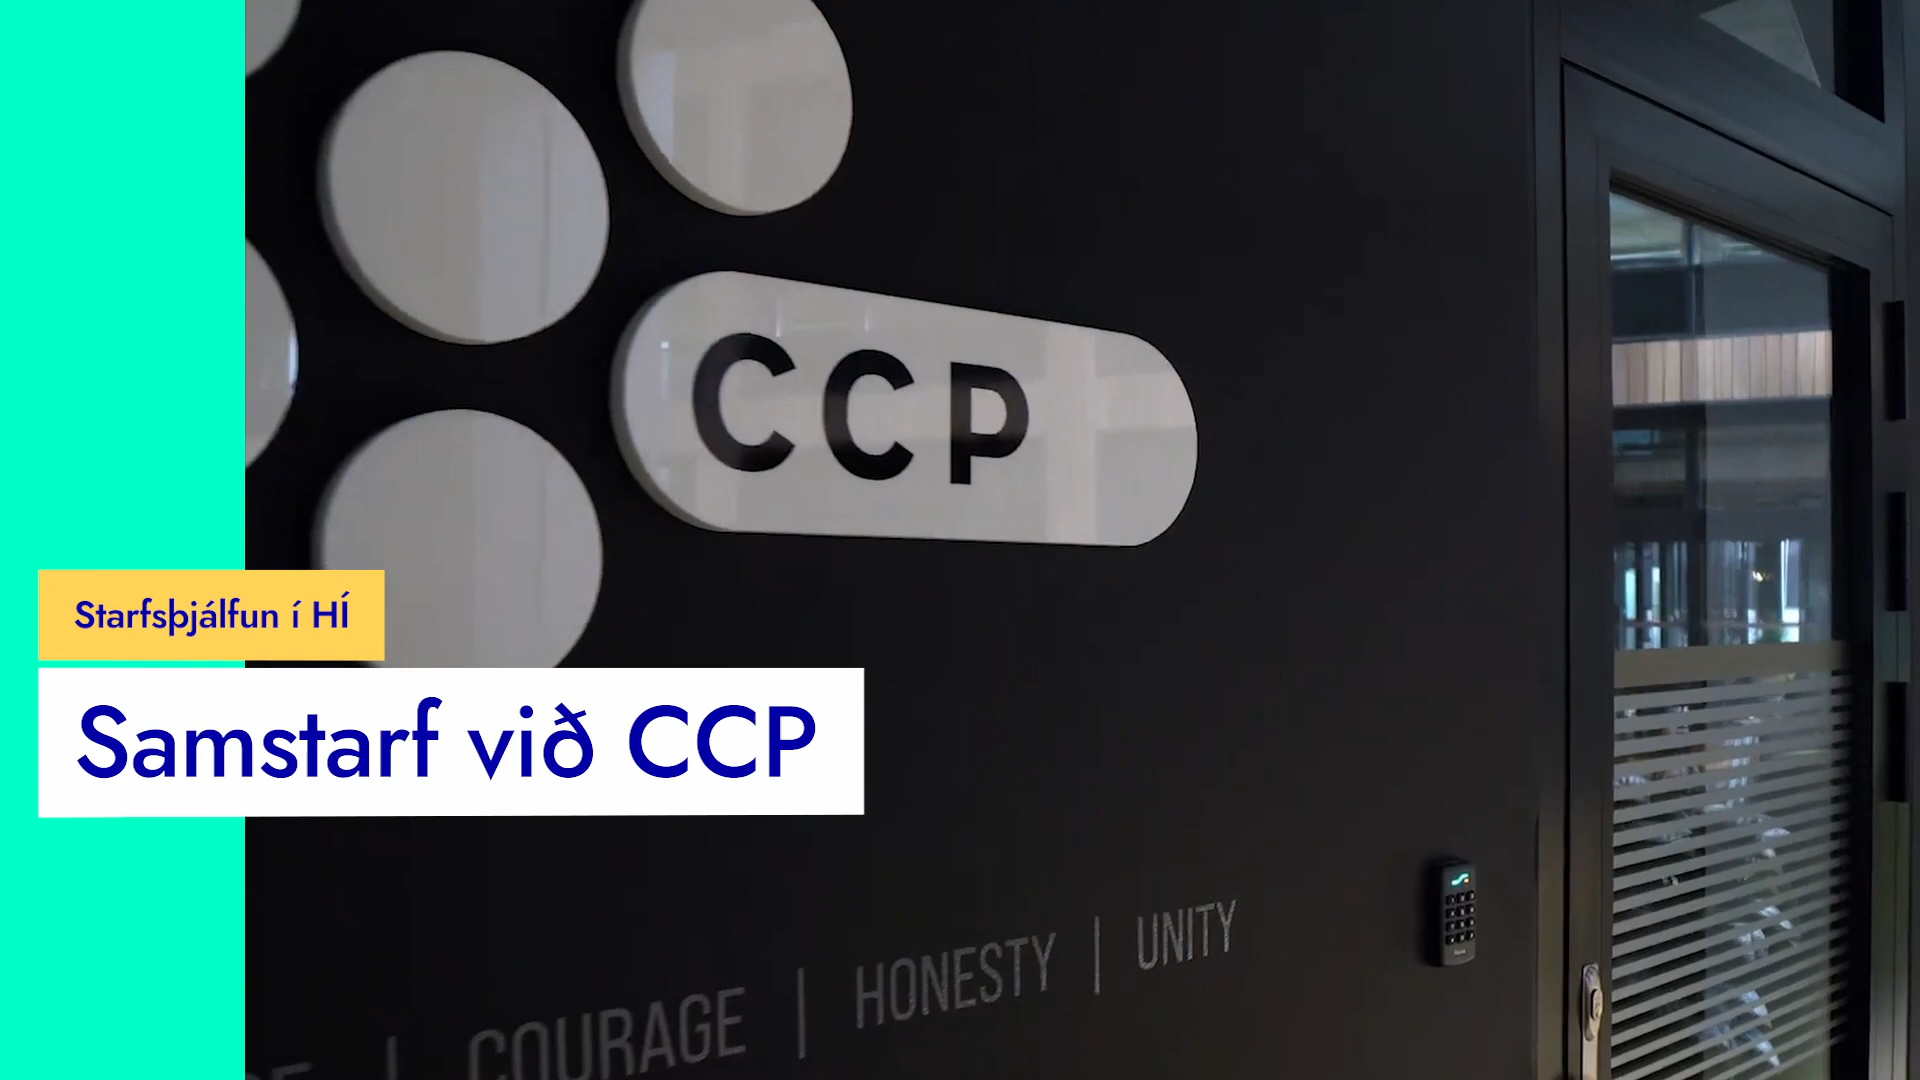 CCP
Starfsþjálfun í HÍ
Samstarf við CCP
| COURAGE | HONESTY | UNITY